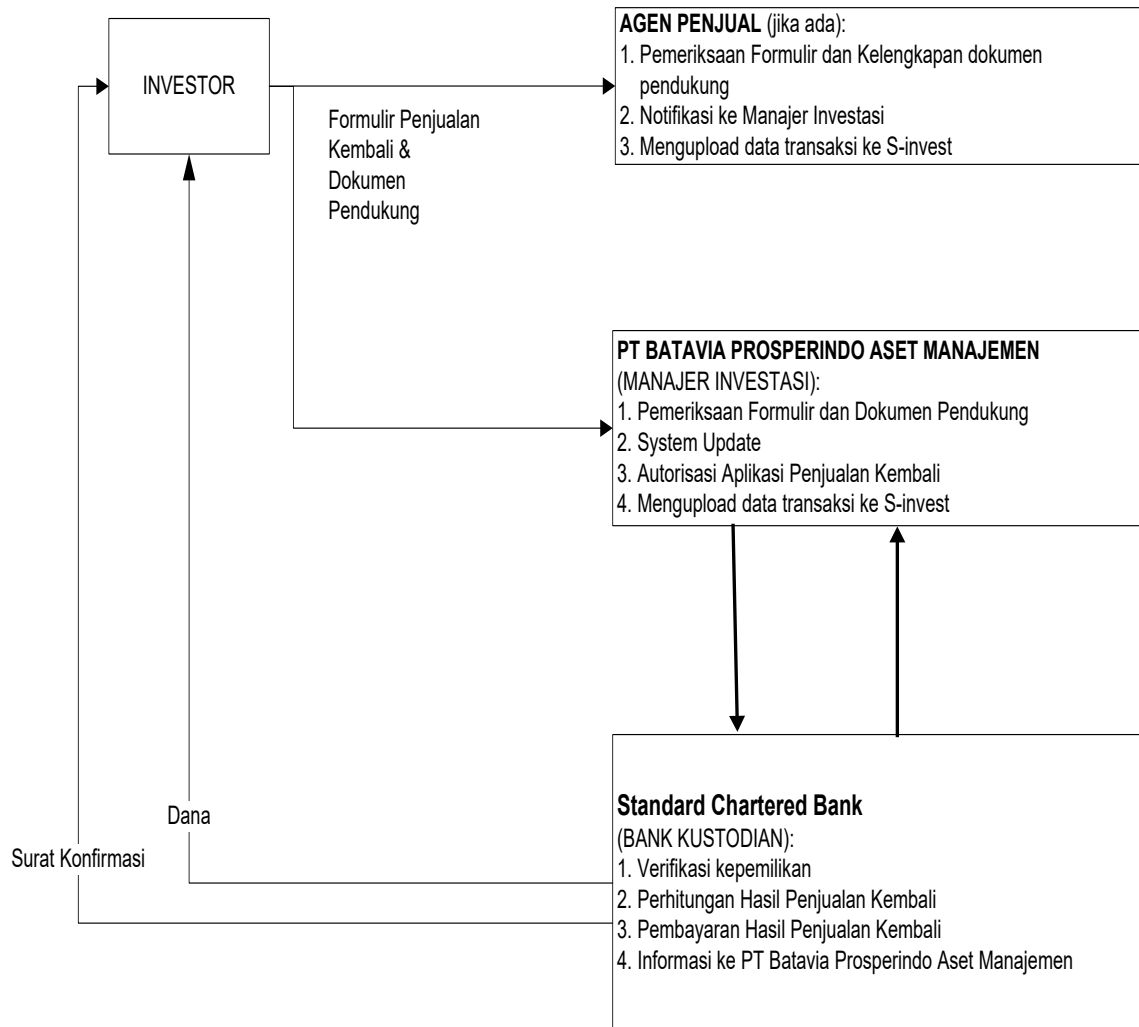 AGEN PENJUAL (jika ada):
1. Pemeriksaan Formulir dan Kelengkapan dokumen
pendukung
2. Notifikasi ke Manajer Investasi
3. Mengupload data transaksi ke S-invest
INVESTOR
Formulir Penjualan
Kembali &
Dokumen
Pendukung
PT BATAVIA PROSPERINDO ASET MANAJEMEN
(MANAJER INVESTASI):
1. Pemeriksaan Formulir dan Dokumen Pendukung
2. System Update
3. Autorisasi Aplikasi Penjualan Kembali
4. Mengupload data transaksi ke S-invest
Dana
Surat Konfirmasi
Standard Chartered Bank
(BANK KUSTODIAN):
1. Verifikasi kepemilikan
2. Perhitungan Hasil Penjualan Kembali
3. Pembayaran Hasil Penjualan Kembali
4. Informasi ke PT Batavia Prosperindo Aset Manajemen